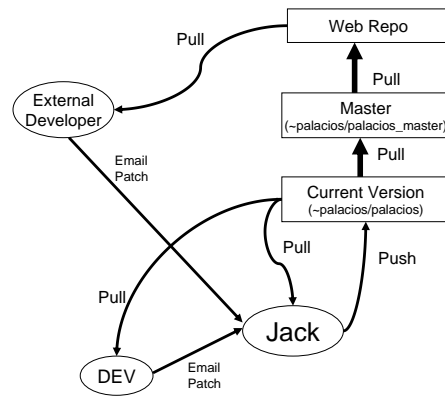 Web Repo
Pull
Pull
External
Developer
Master
(~palacios/palacios_master)
Pull
Email
Patch
Current Version
(~palacios/palacios)
Pull
Push
Pull
Jack
DEV
Email
Patch